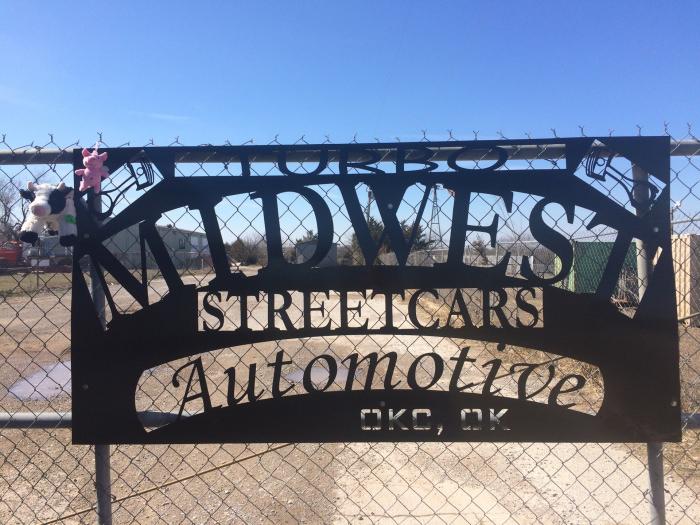 TURBO
MIDWEST
STREETCARS
Automotive
OKC, OK